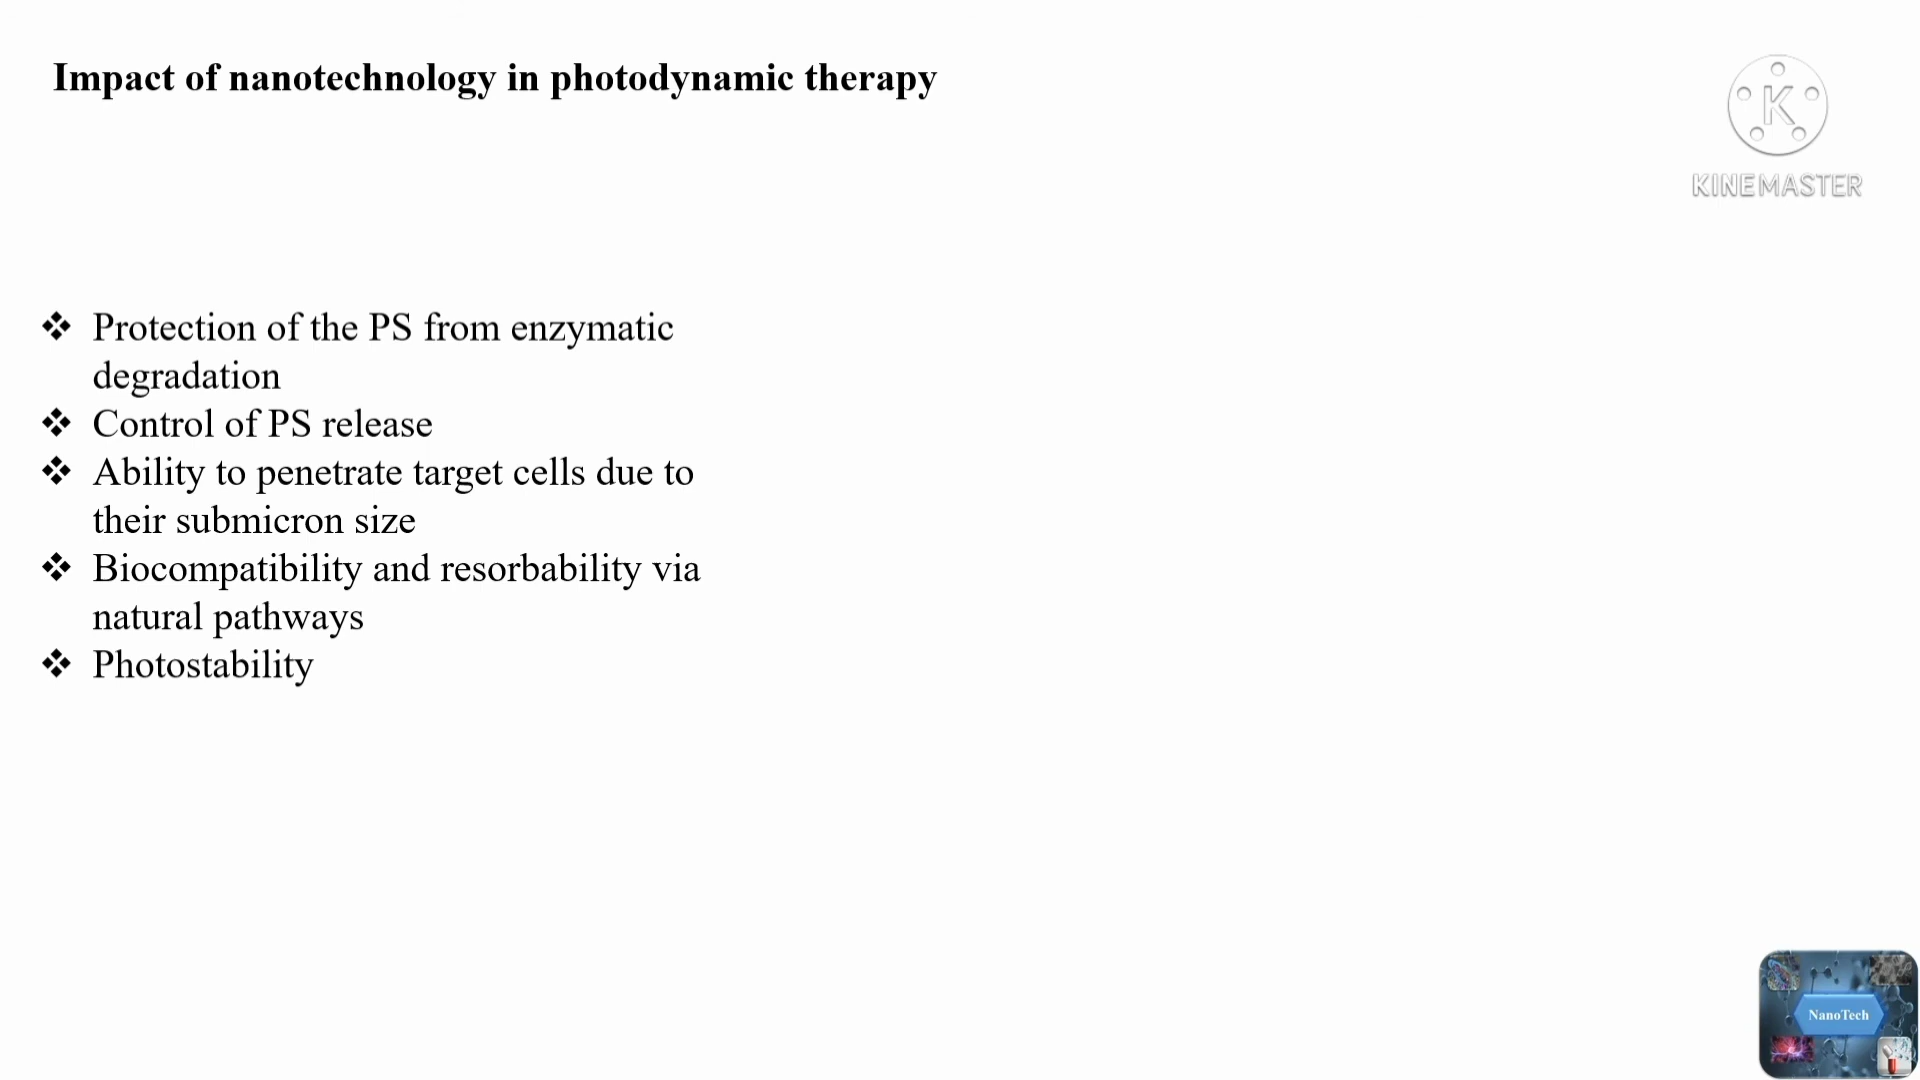 Impact of nanotechnology in photodynamic therapy
K
KINEMASTER
❖ Protection of the PS from enzymatic
degradation
❖ Control of PS release
❖ Ability to penetrate target cells due to
their submicron size
❖ Biocompatibility and resorbability via
natural pathways
❖ Photostability
NanoTech